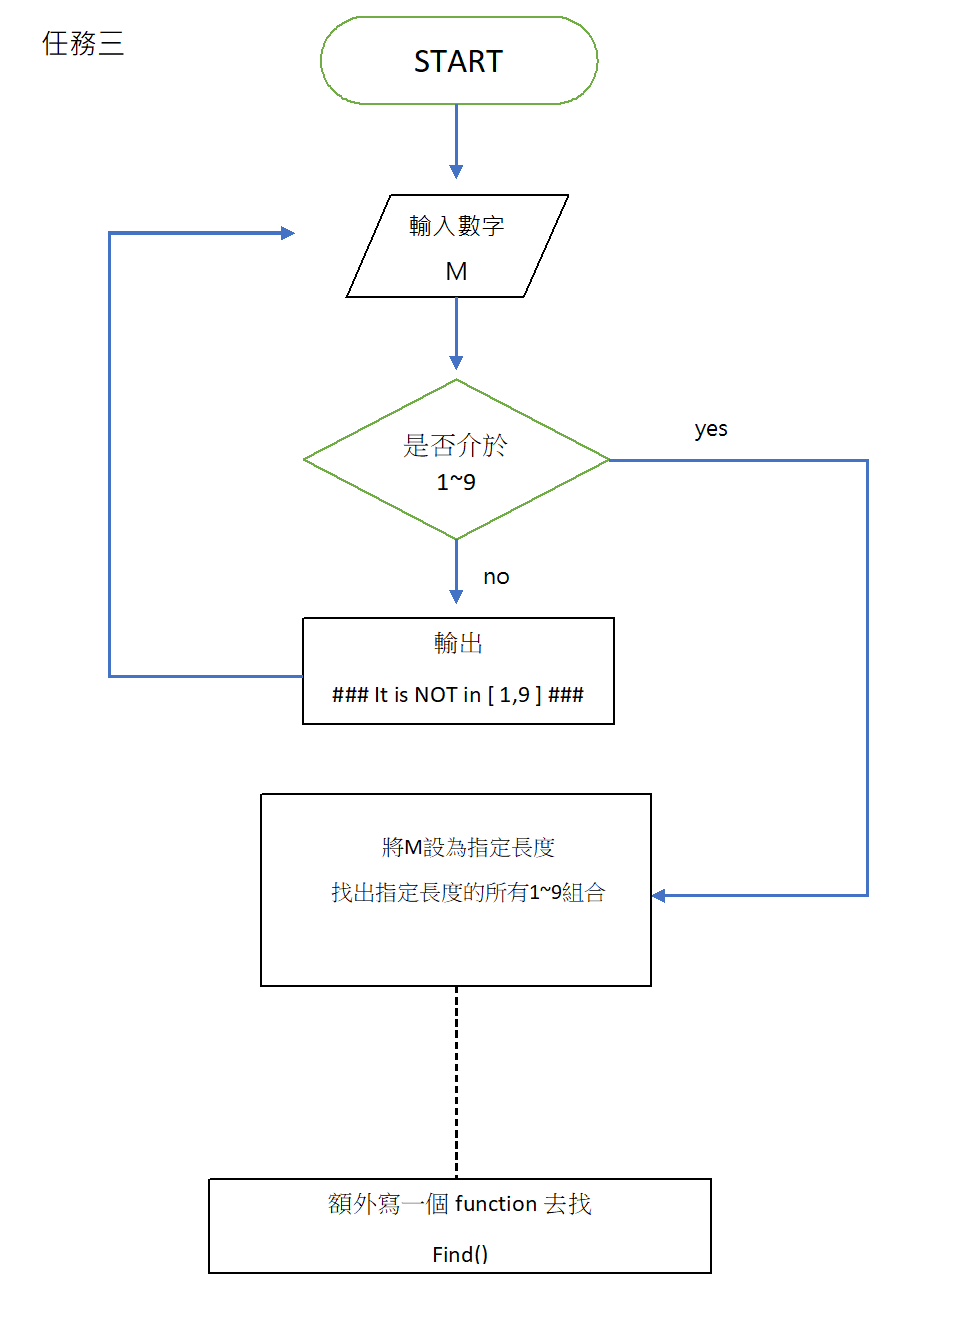 任務三
START
輸入數字
M
是否介於
1~9
yes
no
輸出
### It is NOT in [ 1,9 ] ###
將M設為指定長度
找出指定長度的所有1~9組合
額外寫一個 function 去找
Find()